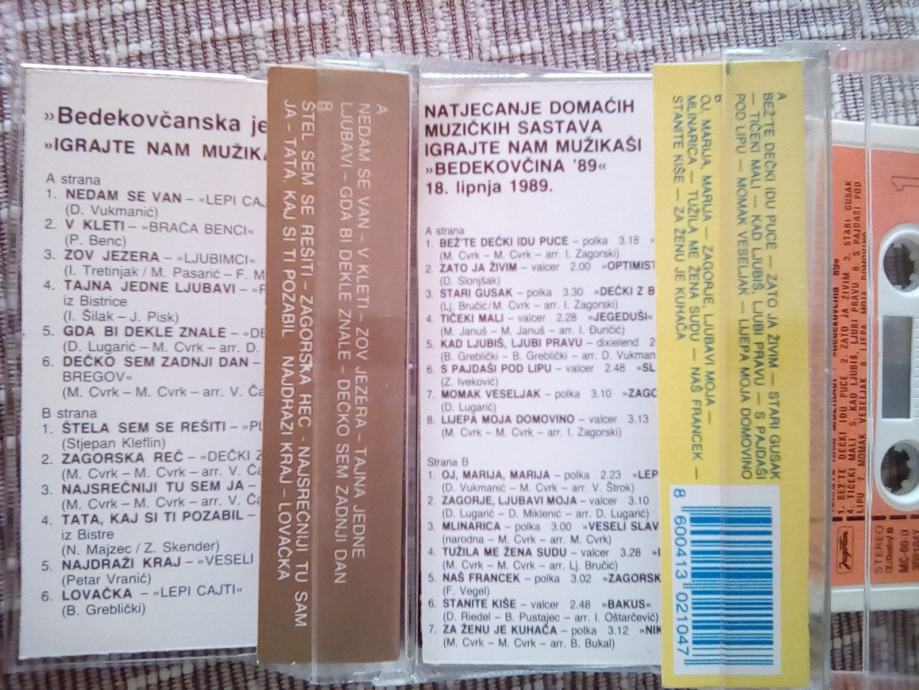 »Bedekovčanska je
»IGRAJTE NAM MUŽIKA
A strana
1. NEDAM SE VAN – »LEPI CAJ
(D. Vukmanić)
2. V KLETI – »BRAĆA BENCI«
(P. Benc)
3. ZOV JEZERA – »LJUBIMCI»
(I. Tretinjak / M. Pasarić – F. M
4. TAJNA JEDNE LJUBAVI –
iz Bistrice
(I. Šilak – J. Pisk)
5. GDA BI DEKLE ZNALE – »DE
(D. Lugarić – M. Cvrk – arr. D.
6. DEČKO SEM ZADNJI DAN –
BREGOV«
(M. Cvrk – M. Cvrk – arr. V. Ča
B strana
1. ŠTELA SEM SE REŠITI – »PL
(Stjepan Kleflin)
2. ZAGORSKA REČ – »DEČKI Z
(M. Cvrk – M. Cvrk – arr. V. Ča
3. NAJSREČNIJI TU SEM JA –
(M. Cvrk – M. Cvrk – arr. V. Ča
4. TATA, KAJ SI TI POZABIL –
iz Bistre
(N. Majzec / Z. Skender)
5. NAJDRAŽI KRAJ – »VESELI
(Petar Vranić)
6. LOVAČKA – »LEPI CAJTI«
(B. Greblički)
A
NEDAM SE VAN – V KLETI – ZOV JEZERA – TAJNA JEDNE
LJUBAVI – GDA BI DEKLE ZNALE – DEČKO SEM ZADNJI DAN
B
ŠTEL SEM SE REŠITI – ZAGORSKA REČ – NAJSREČNIJI TU SAM
JA – TATA, KAJ SI TI POZABIL NAJDRAŽI KRAJ – LOVAČKA
NATJECANJE DOMAĆIH
MUZIČKIH SASTAVA
IGRAJTE NAM MUŽIKAŠI
»BEDEKOVČINA '89«
18. lipnja 1989.
A strana
1. BEŽ'TE DEČKI IDU PUCE – polka 3.18 »
(M. Cvrk – M. Cvrk – arr. I. Zagorski)
2. ZATO JA ŽIVIM – valcer 2.00 »OPTIMIST
(D. Slonjšak)
3. STARI GUSAK – polka 3.30 »DEČKI Z B
(Lj. Bručić/M. Cvrk – arr. I. Zagorski)
4. TIČEKI MALI – valcer 2.28 »JEGEDUŠI«
(M. Januš – M. Januš – arr. I. Đuričić)
5. KAD LJUBIŠ, LJUBI PRAVU – dixielend 2
(B. Greblički – B. Greblički – arr. D. Vukman
6. S PAJDAŠI POD LIPU – valcer 2.48 »SL
(Z. Iveković)
7. MOMAK VESELJAK – polka 3.10 »ZAGO
(D. Lugarić)
8. LIJEPA MOJA DOMOVINO – valcer 3.13
(M. Cvrk – M. Cvrk – arr. I. Zagorski)
Strana B
1. OJ, MARIJA, MARIJA – polka 2.23 »LEP
(D. Vukmanić – M. Cvrk – arr. V. Štrok)
2. ZAGORJE, LJUBAVI MOJA – valcer 3.10
(D. Lugarić – D. Miklenić – arr. D. Lugarić)
3. MLINARICA – polka 3.00 »VESELI SLAV
(narodna – M. Cvrk – arr. M. Cvrk)
4. TUŽILA ME ŽENA SUDU – valcer 3.28
(M. Cvrk – M. Cvrk – arr. Lj. Bručić)
5. NAŠ FRANCEK – polka 3.02 »ZAGORSK
(F. Vegel)
6. STANITE KIŠE – valcer 2.48 »BAKUS«
(D. Riedel – B. Pustajec – arr. I. Oštarčević)
7. ZA ŽENU JE KUHAČA – polka 3.12 »NIK
(M. Cvrk – M. Cvrk – arr. B. Bukal)
A
BEŽ'TE DEČKI IDU PUCE – ZATO JA ŽIVIM – STARI GUSAK
– TIČEKI MALI – KAD LJUBIŠ, LJUBI PRAVU – S PAJDAŠI
POD LIPU – MOMAK VESELJAK – LIJEPA MOJA DOMOVINO
B
OJ, MARIJA, MARIJA – ZAGORJE, LJUBAVI MOJA –
MLINARICA – TUŽILA ME ŽENA SUDU – NAŠ FRANCEK –
STANITE KIŠE – ZA ŽENU JE KUHAČA
8 600413 021047
1
STEREO